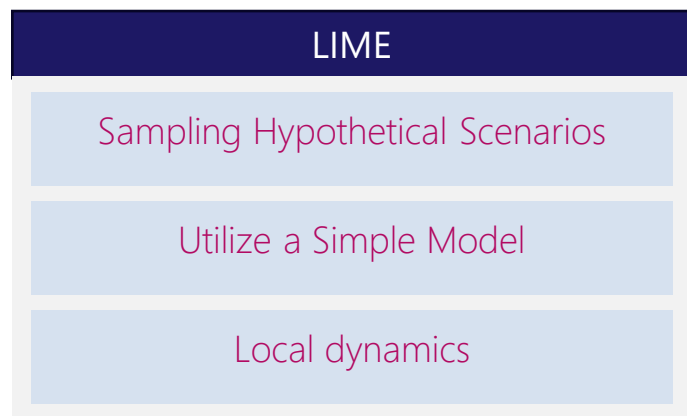 LIME
Sampling Hypothetical Scenarios
Utilize a Simple Model
Local dynamics